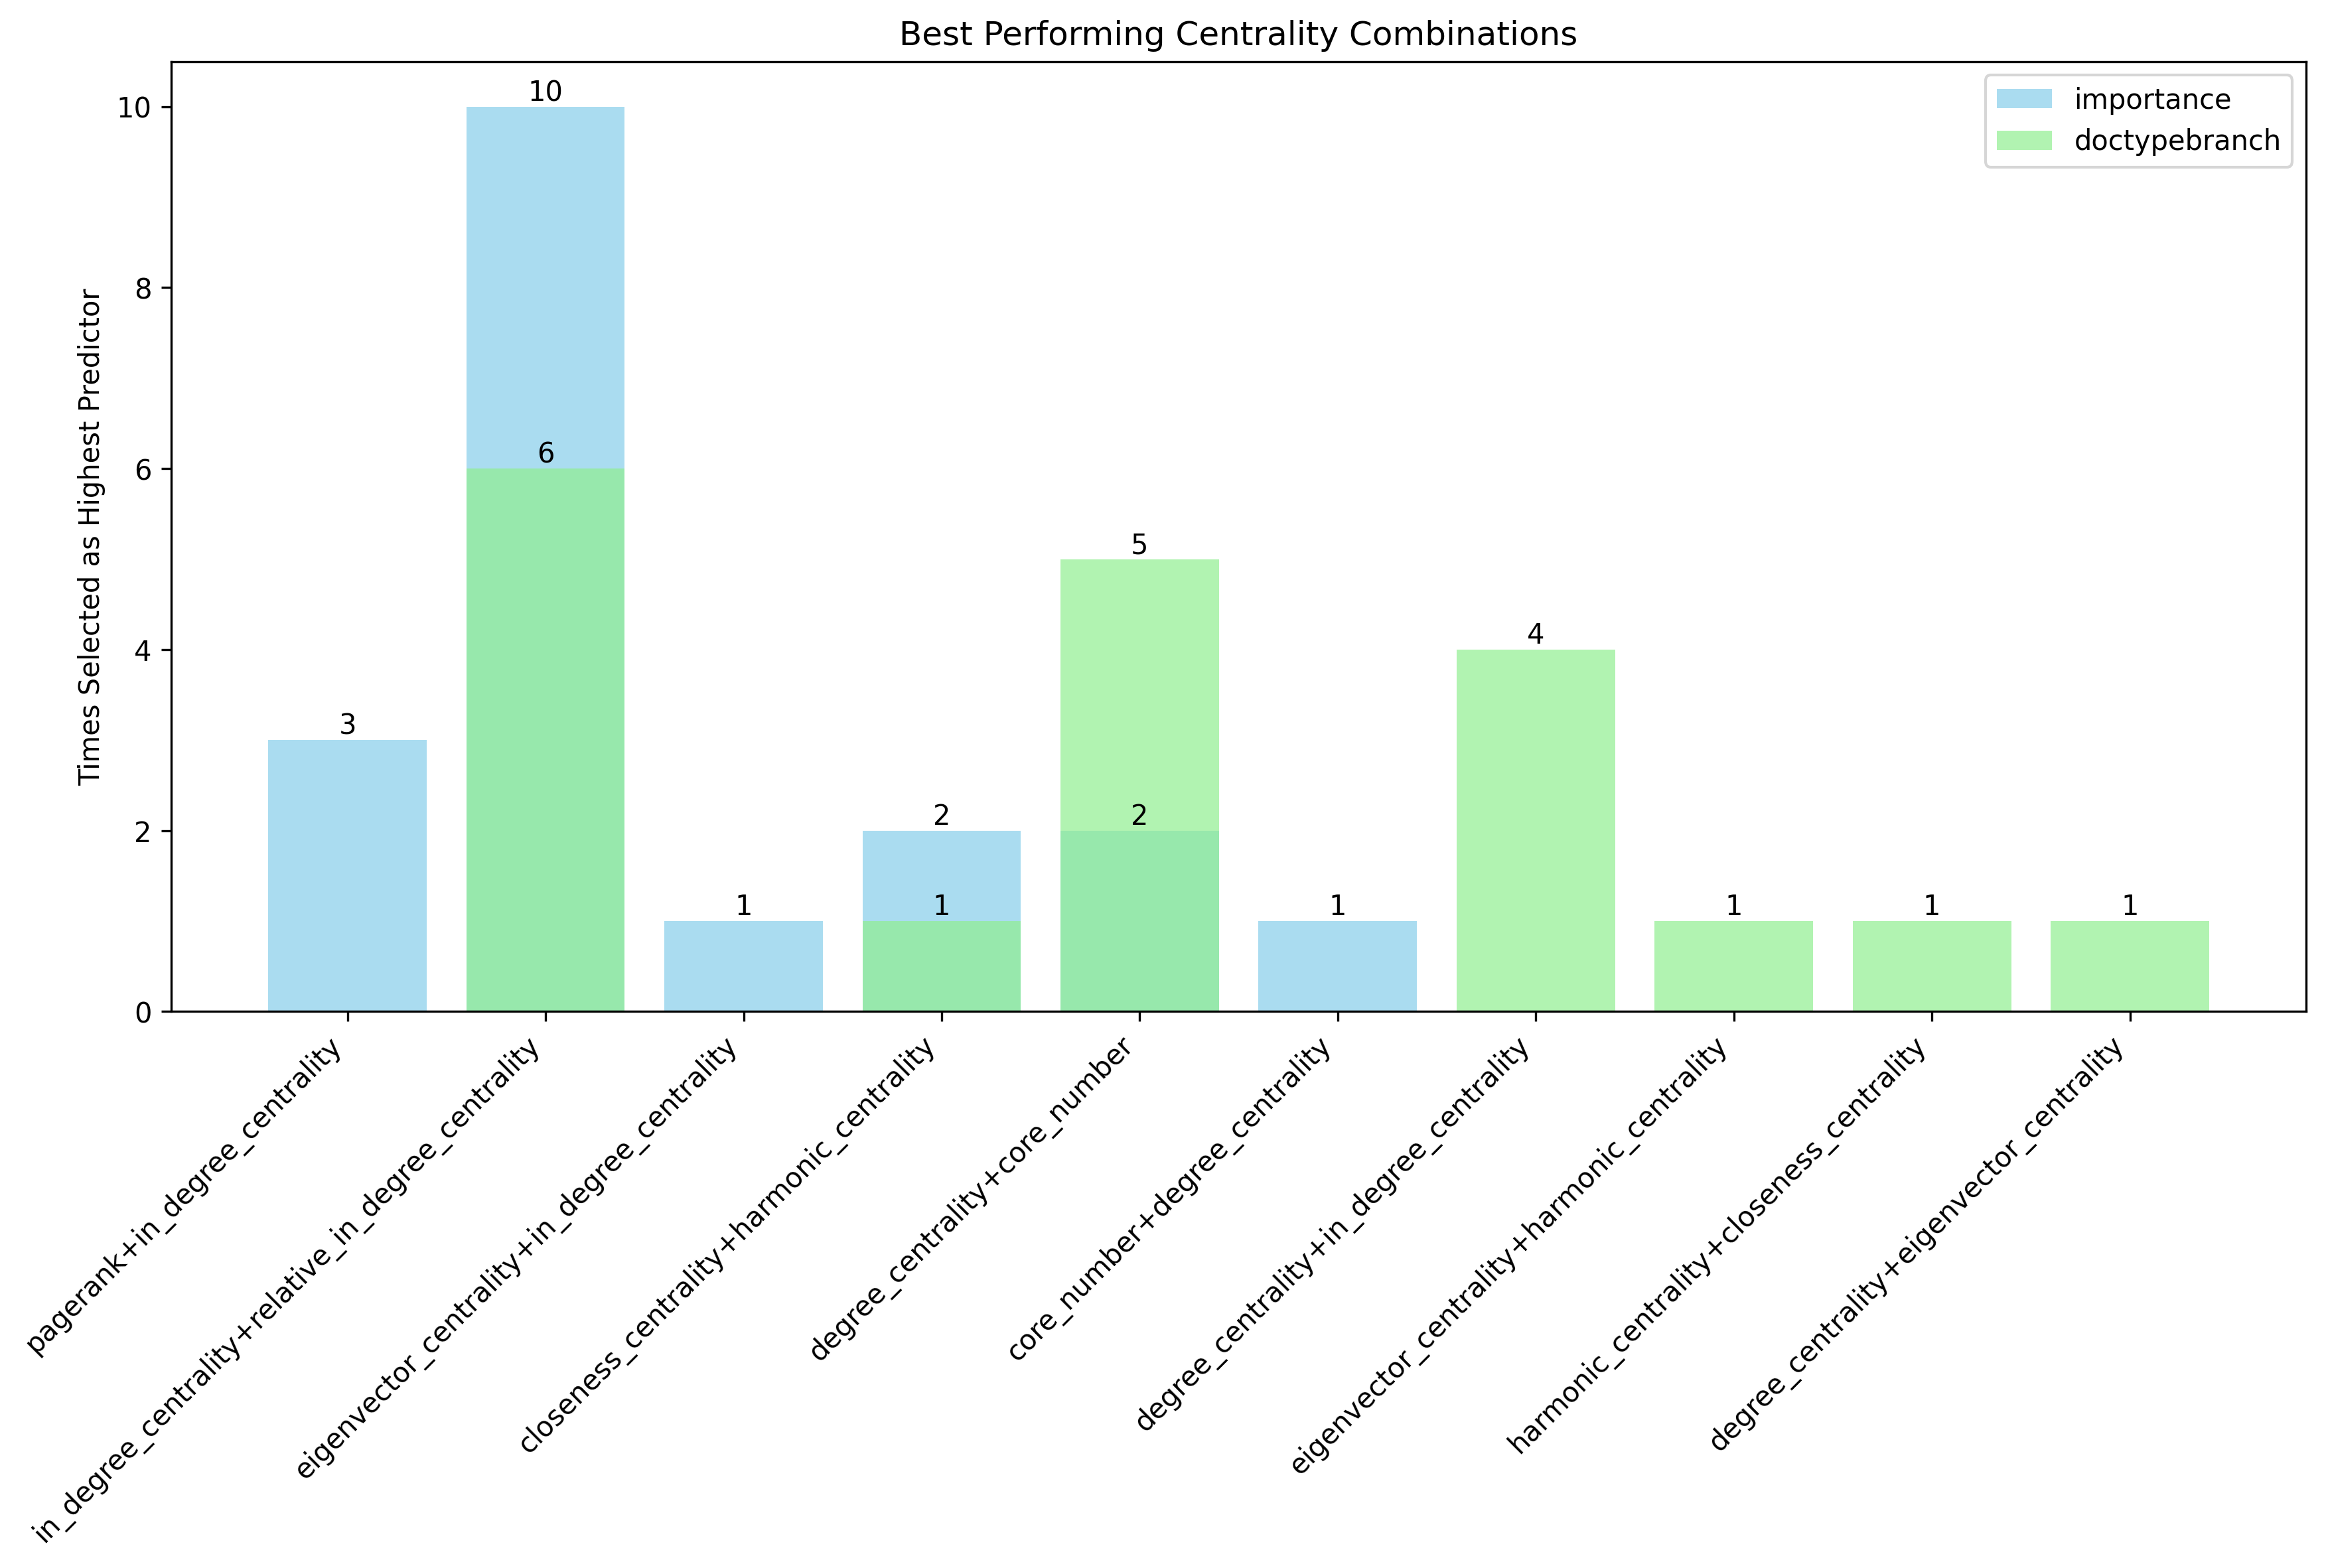 Best Performing Centrality Combinations
importance
doctypebranch
Times Selected as Highest Predictor
10
8
6
4
2
0
3
10
6
1
2
1
5
2
1
4
1
1
1
pagerank+in_degree_centrality
in_degree_centrality+relative_in_degree_centrality
eigenvector_centrality+in_degree_centrality
closeness_centrality+harmonic_centrality
degree_centrality+core_number
core_number+degree_centrality
degree_centrality+in_degree_centrality
eigenvector_centrality+harmonic_centrality
harmonic_centrality+closeness_centrality
degree_centrality+eigenvector_centrality